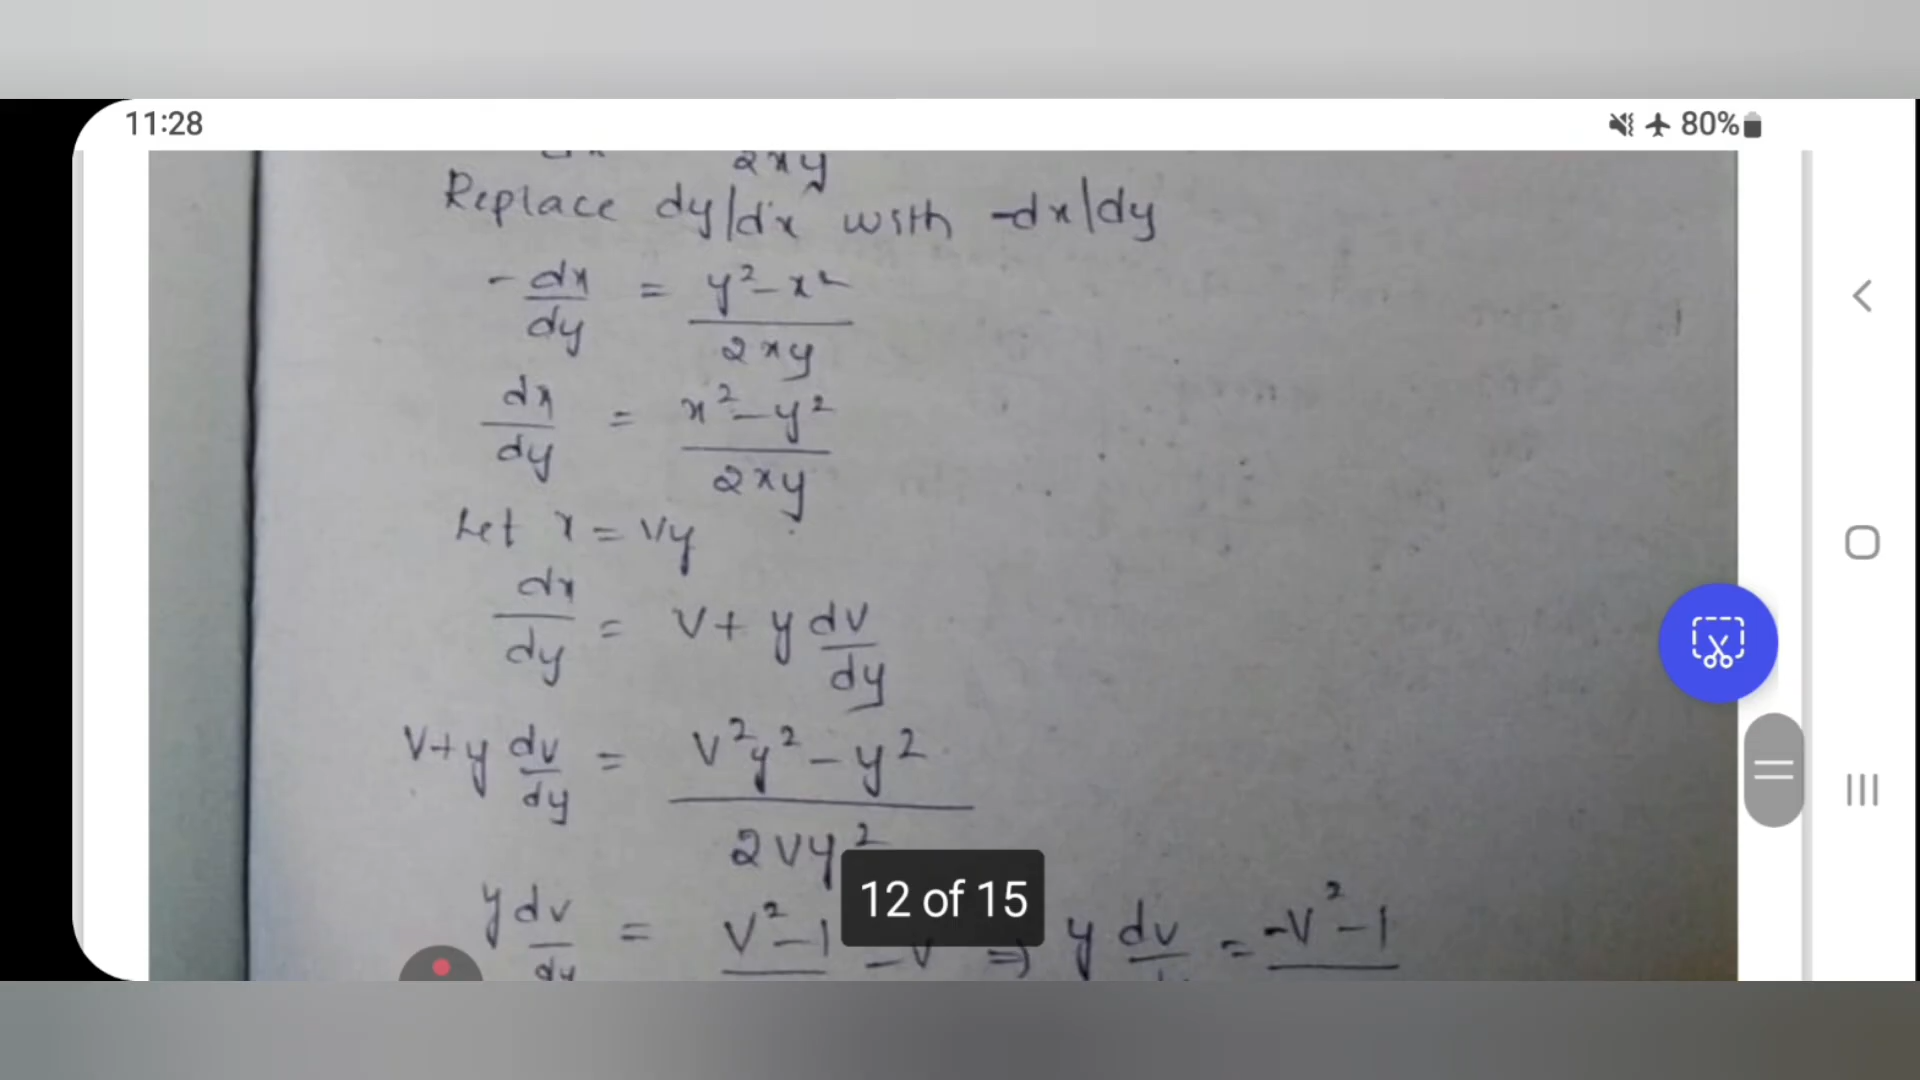 11:28 80%
2xy
Replace dy/dx with -dx/dy
-dx/dy = y²-x²/2xy
dx/dy = x²-y²/2xy
Let x = vy
dx/dy = v+ y dv/dy
v+y dv/dy = v²y²-y²/2vy²
12 of 15
y dv/dy = v²-1 -v ⇒ y dv = -v²-1